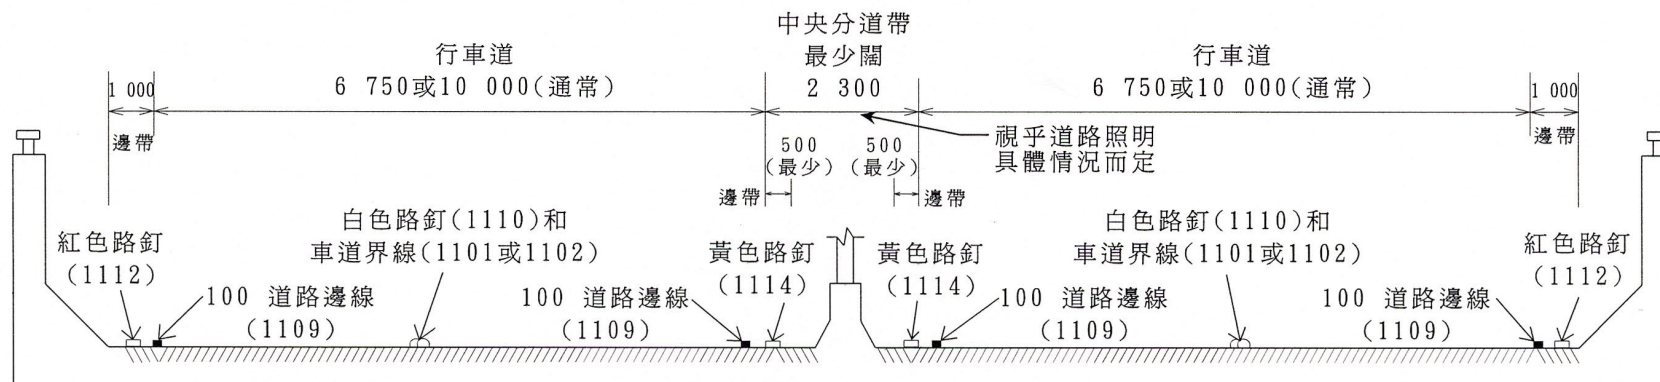 中央分道帶
最少闊
2 300
行車道
6 750或10 000(通常)
行車道
6 750或10 000(通常)
1 000
邊帶
1 000
邊帶
視乎道路照明
具體情況而定
500
(最少)
500
(最少)
邊帶
邊帶
紅色路釘
(1112)
白色路釘(1110)和
車道界線(1101或1102)
黃色路釘
(1114)
黃色路釘
(1114)
白色路釘(1110)和
車道界線(1101或1102)
紅色路釘
(1112)
100 道路邊線
(1109)
100 道路邊線
(1109)
100 道路邊線
(1109)
100 道路邊線
(1109)